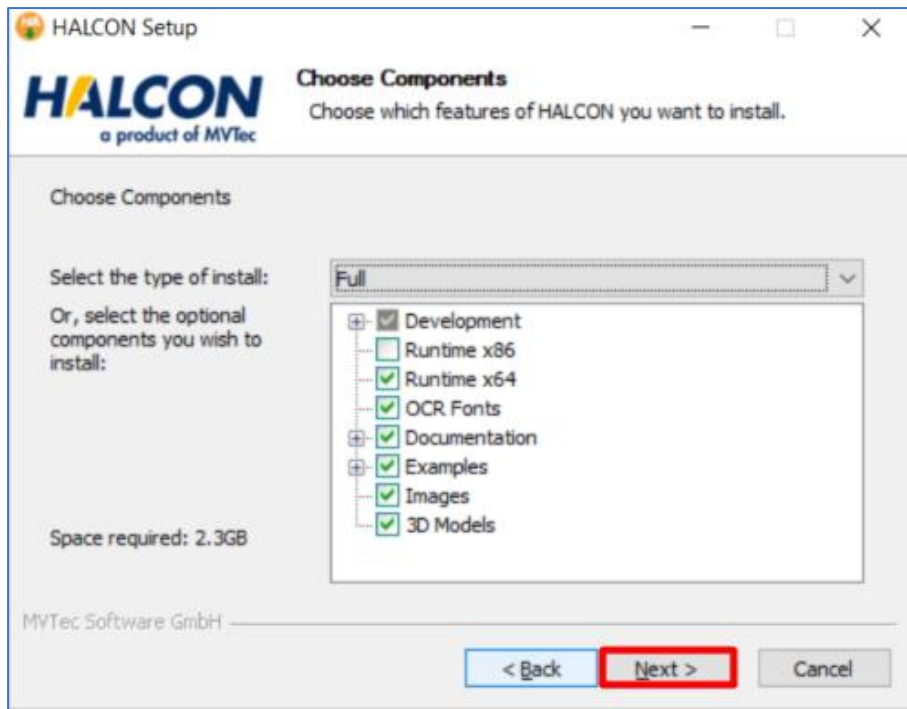 HALCON Setup
HALCON
a product of MVTec
Choose Components
Choose which features of HALCON you want to install.
Choose Components
Select the type of install:
Full
Or, select the optional
components you wish to
install:
Development
Runtime x86
Runtime x64
OCR Fonts
Documentation
Examples
Images
3D Models
Space required: 2.3GB
MVTec Software GmbH
< Back
Next >
Cancel